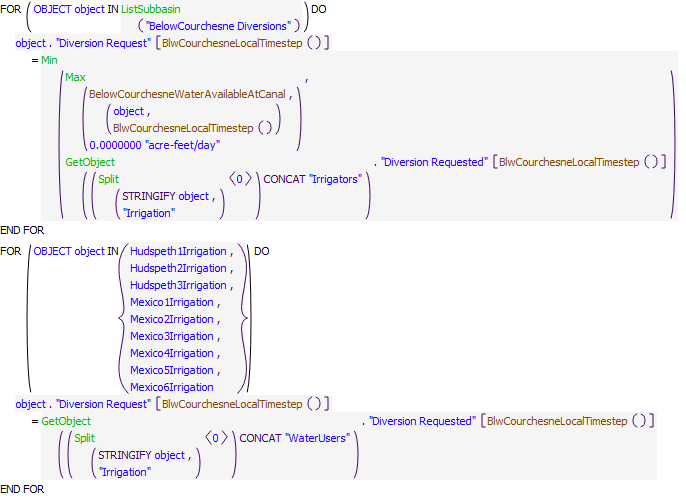 FOR ( OBJECT object IN ListSubbasin ) DO
( "BelowCourchesne Diversions" )
object . "Diversion Request" [ BlwCourchesneLocalTimestep ( ) ]
= Min
Max ,
BelowCourchesneWaterAvailableAtCanal ,
object ,
BlwCourchesneLocalTimestep ( )
0.0000000 "acre-feet/day"
GetObject . "Diversion Requested" [ BlwCourchesneLocalTimestep ( ) ]
Split 〈0〉 CONCAT "Irrigators"
STRINGIFY object ,
"Irrigation"
END FOR
FOR OBJECT object IN { Hudspeth1Irrigation , DO
Hudspeth2Irrigation ,
Hudspeth3Irrigation ,
Mexico1Irrigation ,
Mexico2Irrigation ,
Mexico3Irrigation ,
Mexico4Irrigation ,
Mexico5Irrigation ,
Mexico6Irrigation
object . "Diversion Request" [ BlwCourchesneLocalTimestep ( ) ]
= GetObject . "Diversion Requested" [ BlwCourchesneLocalTimestep ( ) ]
Split 〈0〉 CONCAT "WaterUsers"
STRINGIFY object ,
"Irrigation"
END FOR